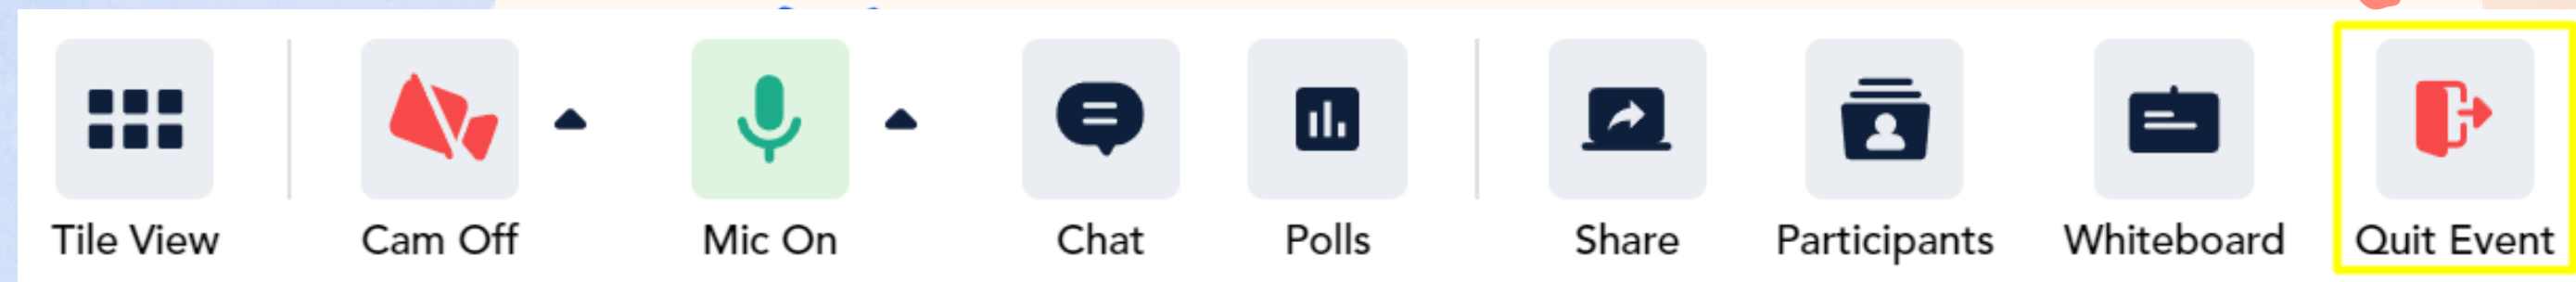 Tile View
Cam Off
Mic On
Chat
Polls
Share
Participants
Whiteboard
Quit Event